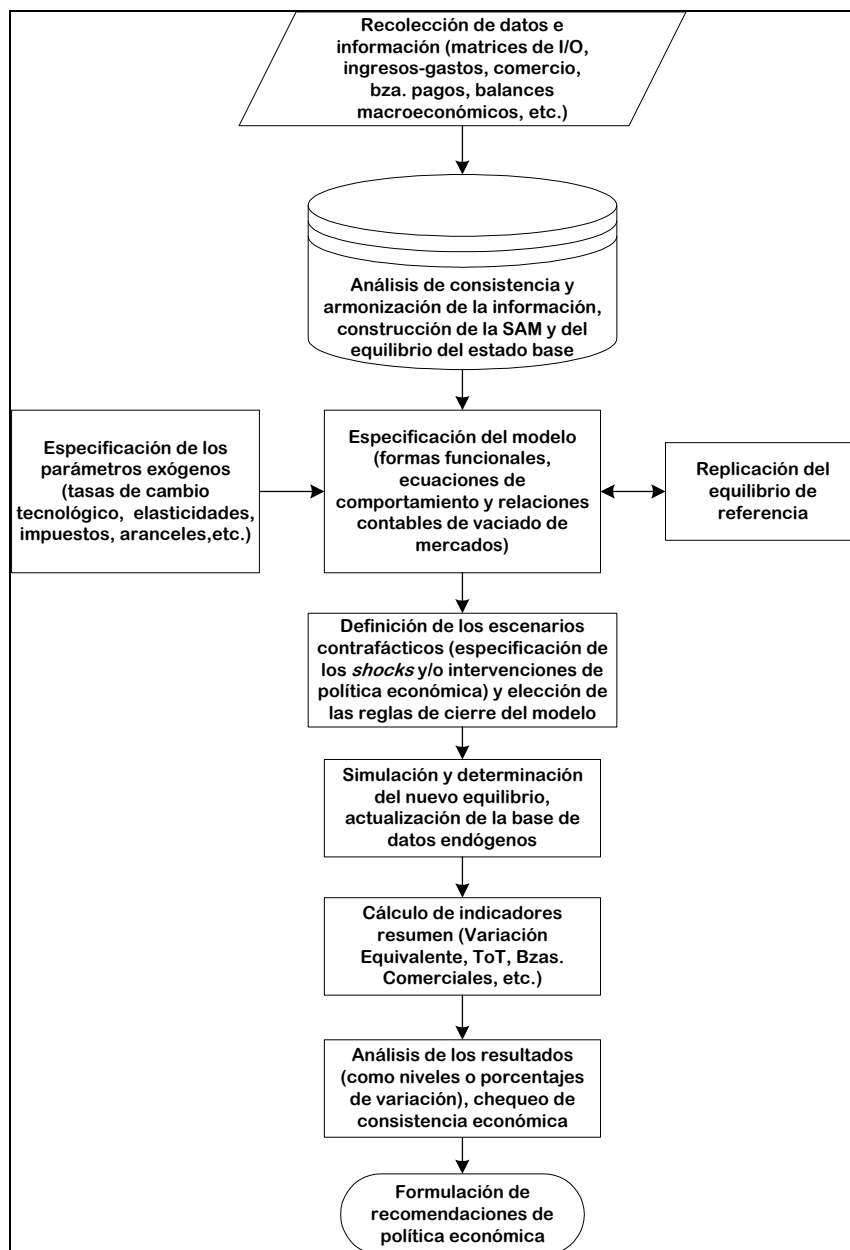 Recolección de datos e
información (matrices de I/O,
ingresos-gastos, comercio,
bza. pagos, balances
macroeconómicos, etc.)
Análisis de consistencia y
armonización de la información,
construcción de la SAM y del
equilibrio del estado base
Especificación de los
parámetros exógenos
(tasas de cambio
tecnológico, elasticidades,
impuestos, aranceles,etc.)
Especificación del modelo
(formas funcionales,
ecuaciones de
comportamiento y relaciones
contables de vaciado de
mercados)
Replicación del
equilibrio de
referencia
Definición de los escenarios
contrafácticos (especificación de
los shocks y/o intervenciones de
política económica) y elección de
las reglas de cierre del modelo
Simulación y determinación
del nuevo equilibrio,
actualización de la base de
datos endógenos
Cálculo de indicadores
resumen (Variación
Equivalente, ToT, Bzas.
Comerciales, etc.)
Análisis de los resultados
(como niveles o porcentajes
de variación), chequeo de
consistencia económica
Formulación de
recomendaciones de
política económica